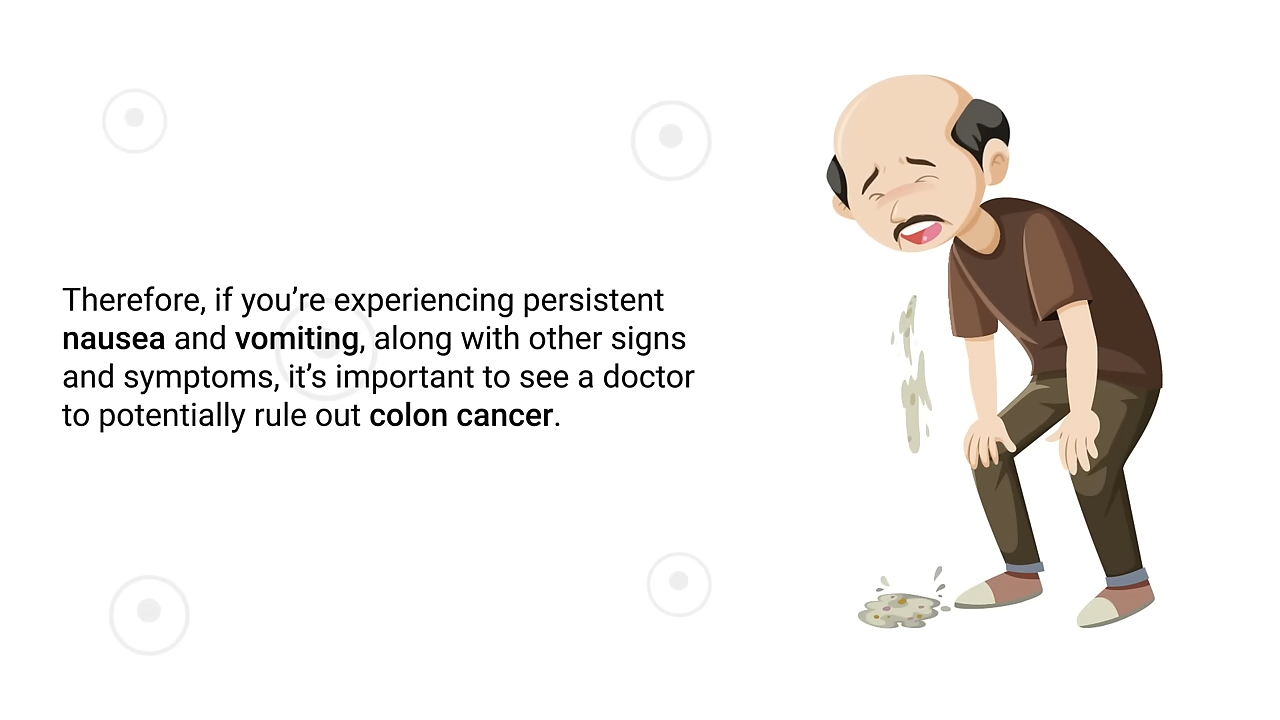 Therefore, if you’re experiencing persistent
nausea and vomiting, along with other signs
and symptoms, it’s important to see a doctor
to potentially rule out colon cancer.